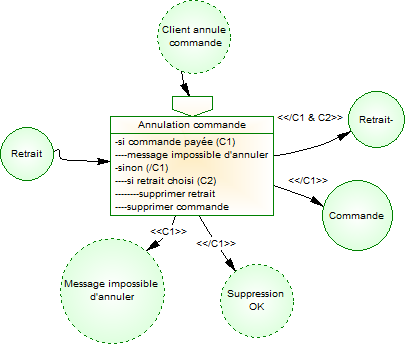 Client annule
commande
Annulation commande
-si commande payée (C1)
----message impossible d'annuler
-sinon (/C1)
----si retrait choisi (C2)
--------supprimer retrait
----supprimer commande
Retrait
<</C1 & C2>>
Retrait-
<</C1>>
Commande
<<C1>>
Message impossible
d'annuler
<</C1>>
Suppression
OK